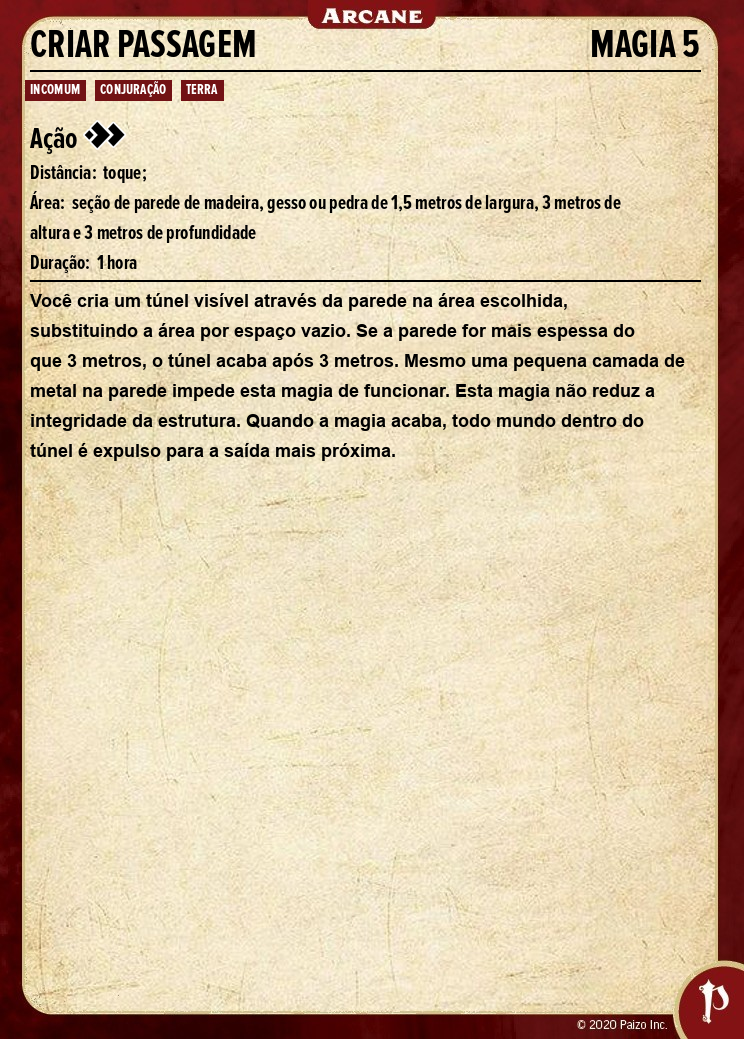 ARCANE
CRIAR PASSAGEM MAGIA 5
INCOMUM CONJURAÇÃO TERRA
Ação
Distância: toque;
Área: seção de parede de madeira, gesso ou pedra de 1,5 metros de largura, 3 metros de
altura e 3 metros de profundidade
Duração: 1 hora
Você cria um túnel visível através da parede na área escolhida,
substituindo a área por espaço vazio. Se a parede for mais espessa do
que 3 metros, o túnel acaba após 3 metros. Mesmo uma pequena camada de
metal na parede impede esta magia de funcionar. Esta magia não reduz a
integridade da estrutura. Quando a magia acaba, todo mundo dentro do
túnel é expulso para a saída mais próxima.
© 2020 Paizo Inc.
P